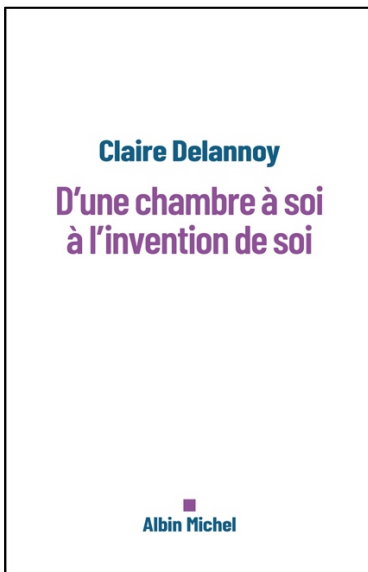 Claire Delannoy
D’une chambre à soi
à l’invention de soi
Albin Michel